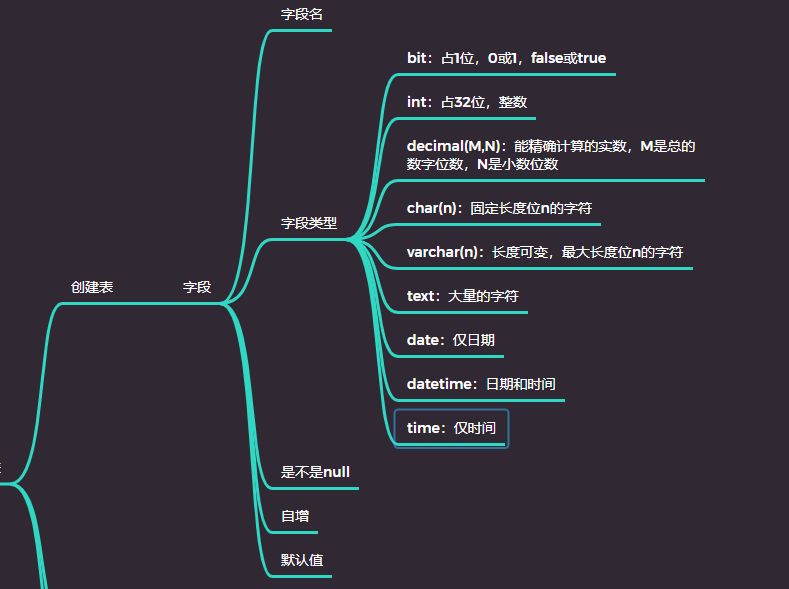 字段名
bit：占1位，0或1，false或true
int：占32位，整数
decimal(M,N)：能精确计算的实数，M是总的
数字位数，N是小数位数
字段类型
char(n)：固定长度位n的字符
varchar(n)：长度可变，最大长度位n的字符
创建表
字段
text：大量的字符
date：仅日期
datetime：日期和时间
time：仅时间
是不是null
自增
默认值